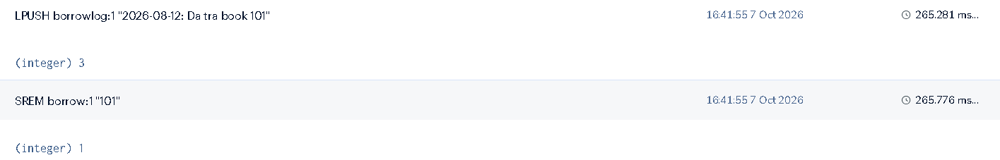 LPUSH borrowlog:1 "2026-08-12: Da tra book 101" 16:41:55 7 Oct 2026 265.281 ms...
(integer) 3
SREM borrow:1 "101" 16:41:55 7 Oct 2026 265.776 ms...
(integer) 1